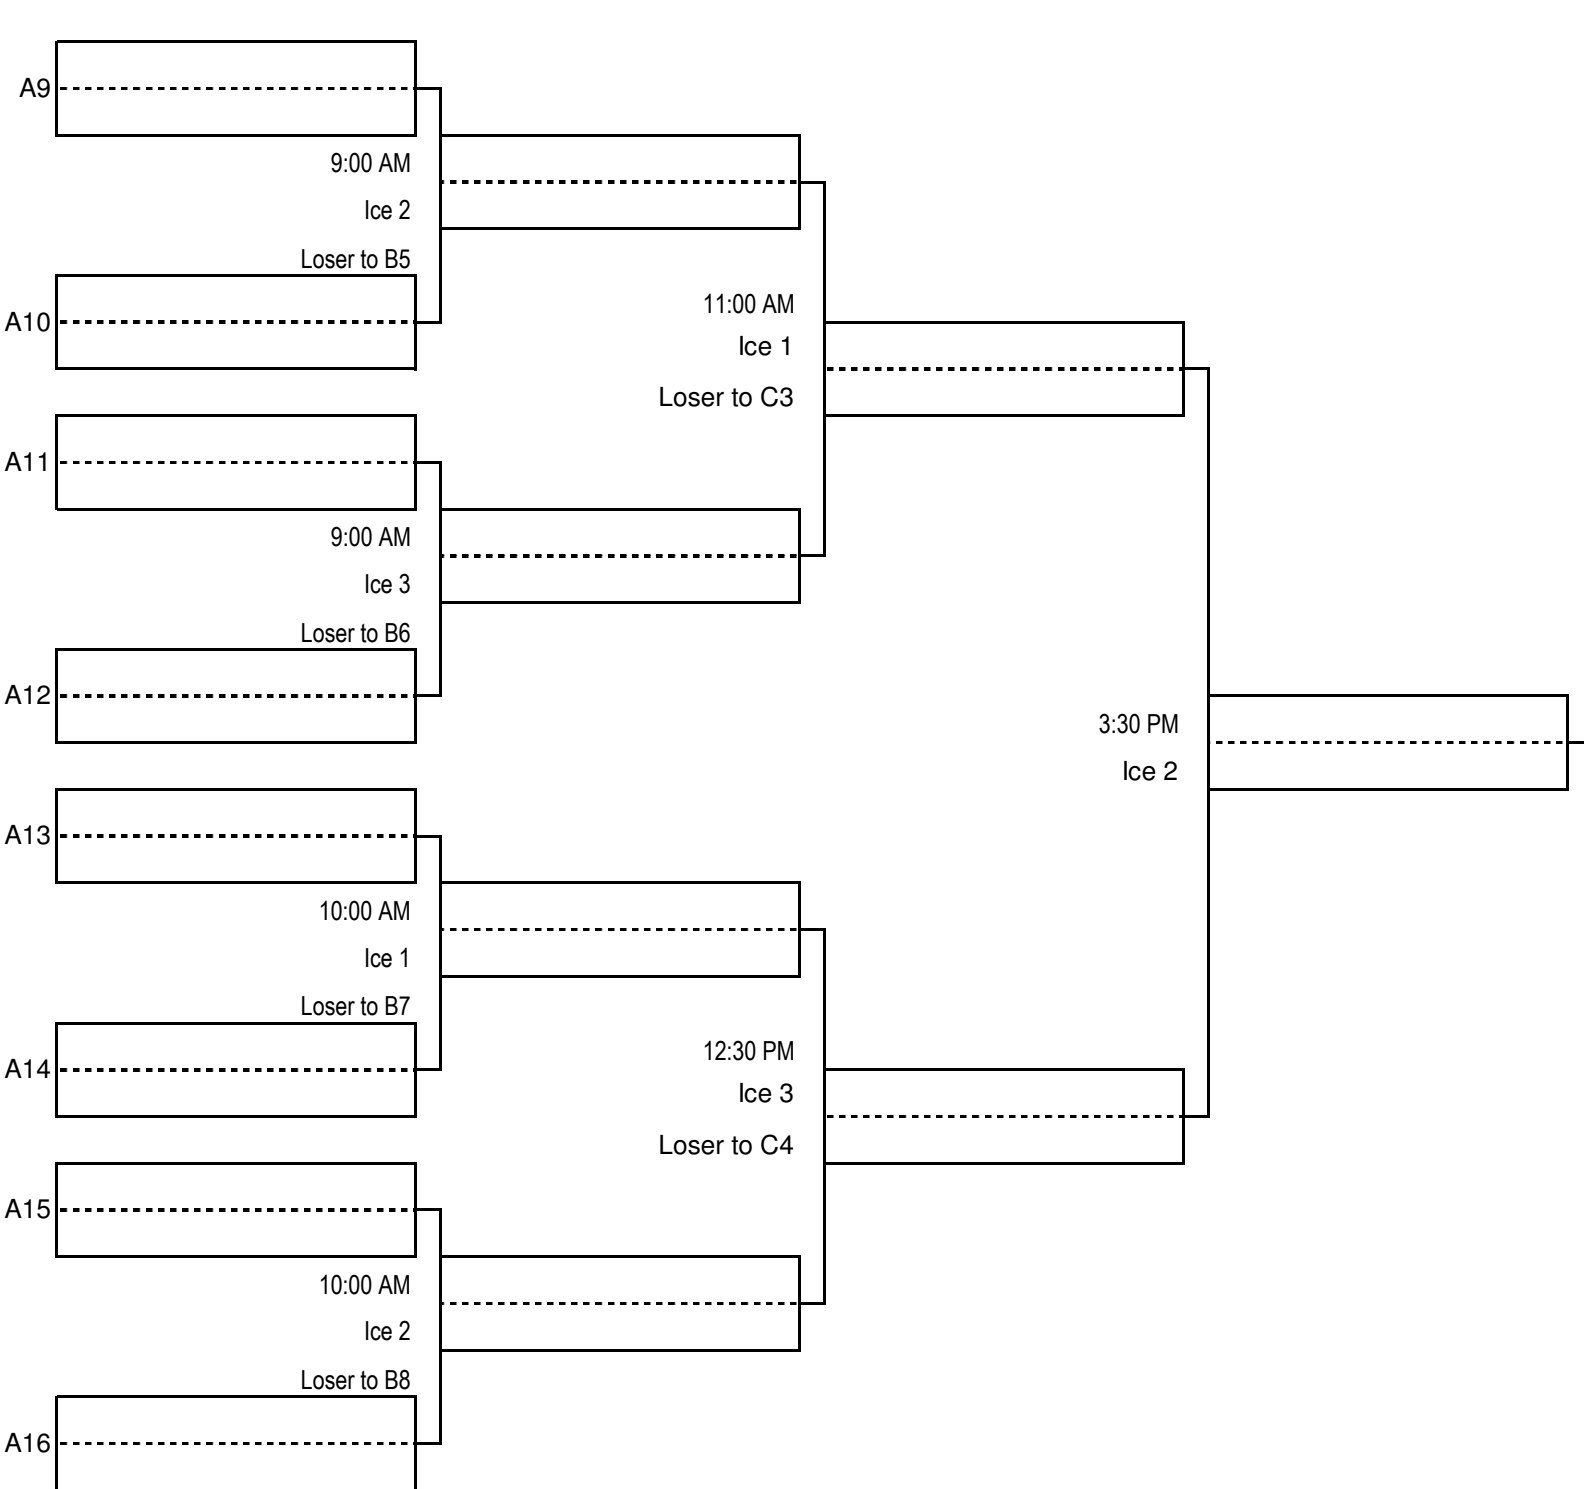 A9
9:00 AM
Ice 2
Loser to B5
A10
11:00 AM
Ice 1
Loser to C3
A11
9:00 AM
Ice 3
Loser to B6
A12
3:30 PM
Ice 2
A13
10:00 AM
Ice 1
Loser to B7
A14
12:30 PM
Ice 3
Loser to C4
A15
10:00 AM
Ice 2
Loser to B8
A16